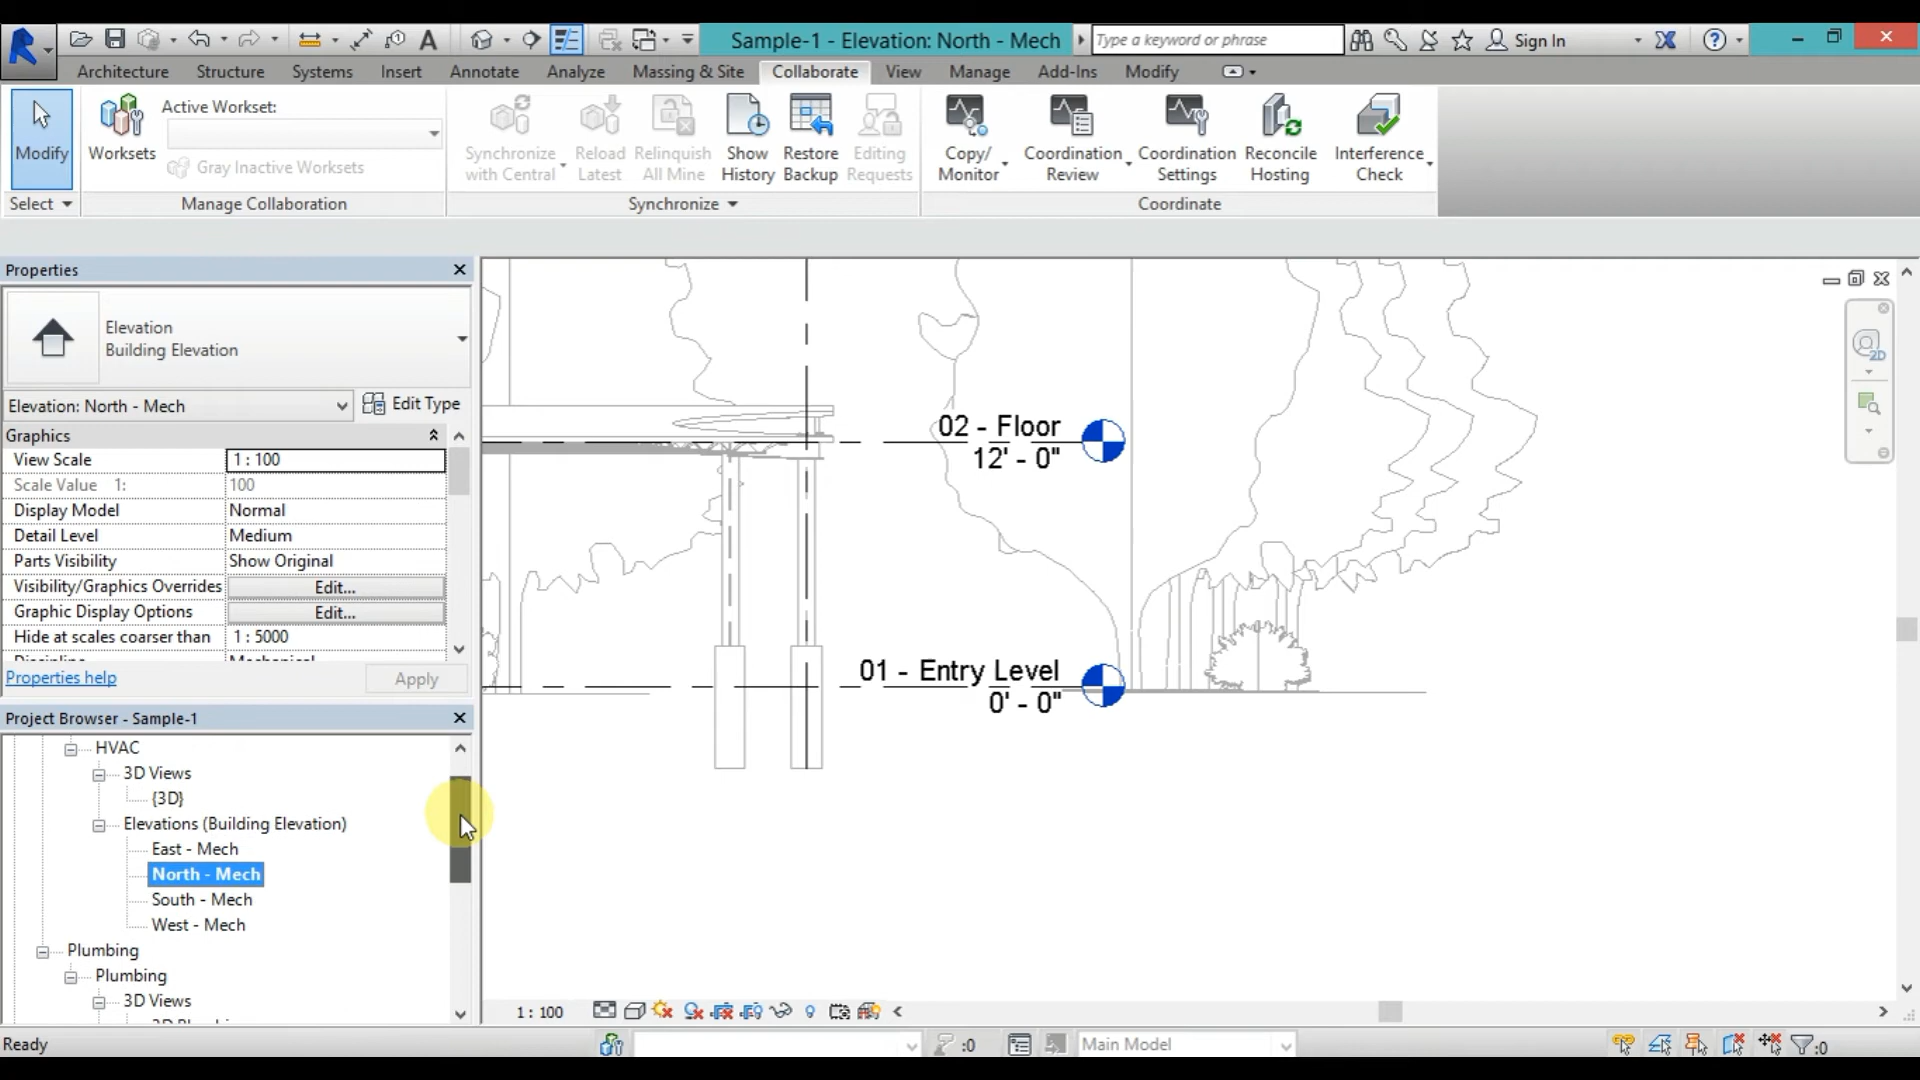 Sample-1 - Elevation: North - Mech
Type a keyword or phrase
Sign In
Architecture Structure Systems Insert Annotate Analyze Massing & Site Collaborate View Manage Add-Ins Modify
Modify
Worksets
Active Workset:
Gray Inactive Worksets
Synchronize with Central
Reload Latest
Relinquish All Mine
Show History
Restore Backup
Editing Requests
Copy/ Monitor
Coordination Review
Coordination Settings
Reconcile Hosting
Interference Check
Select
Manage Collaboration
Synchronize
Coordinate
Properties
Elevation
Building Elevation
Elevation: North - Mech
Edit Type
Graphics
View Scale 1 : 100
Scale Value 1: 100
Display Model Normal
Detail Level Medium
Parts Visibility Show Original
Visibility/Graphics Overrides Edit...
Graphic Display Options Edit...
Hide at scales coarser than 1 : 5000
Properties help
Apply
Project Browser - Sample-1
HVAC
3D Views
{3D}
Elevations (Building Elevation)
East - Mech
North - Mech
South - Mech
West - Mech
Plumbing
Plumbing
3D Views
02 - Floor
12' - 0"
01 - Entry Level
0' - 0"
2D
1 : 100
Ready
:0
Main Model
:0